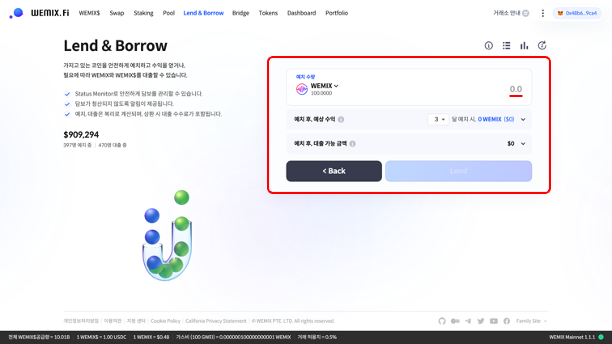 WEMIX.Fi
WEMIX$ Swap Staking Pool Lend & Borrow Bridge Tokens Dashboard Portfolio
거래소 안내
0x48b6...9ca4
Lend & Borrow
가지고 있는 코인을 안전하게 예치하고 수익을 얻거나,
필요에 따라 WEMIX와 WEMIX$를 대출할 수 있습니다.
Status Monitor로 안전하게 담보를 관리할 수 있습니다.
담보가 청산되지 않도록 알림이 제공됩니다.
예치, 대출은 복리로 계산되며, 상환 시 대출 수수료가 포함됩니다.
$909,294
397명 예치 중 | 470명 대출 중
예치 수량
WEMIX
100.0000
0.0
예치 후, 예상 수익
3 달 예치 시, 0 WEMIX ($0)
예치 후, 대출 가능 금액
$0
< Back
Lend
개인정보처리방침 | 이용약관 | 지원 센터 | Cookie Policy | California Privacy Statement | © WEMIX PTE. LTD. All rights reserved.
Family Site
전체 WEMIX$공급량 = 10.01B 1 WEMIX$ = 1.00 USDC 1 WEMIX = $0.48 가스비 (100 GWEI) = 0.000000100000000001 WEMIX 거래 허용치 = 0.5%
WEMIX Mainnet 1.1.1